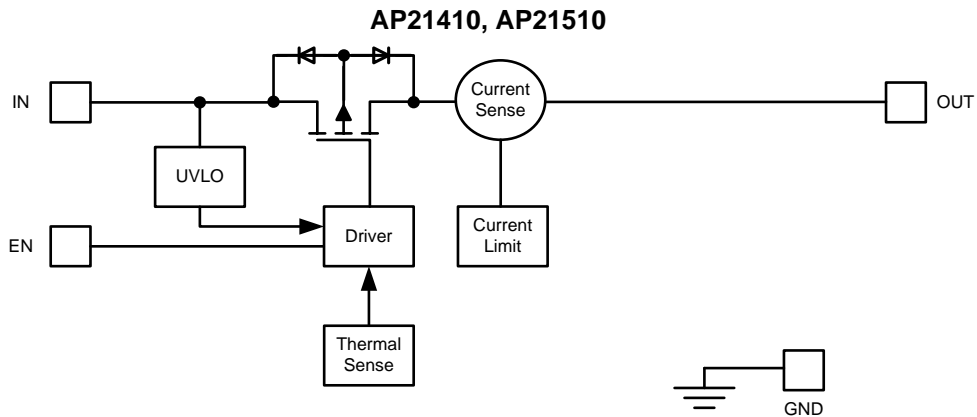 AP21410, AP21510
IN
Current
Sense
OUT
UVLO
EN
Driver
Current
Limit
Thermal
Sense
GND